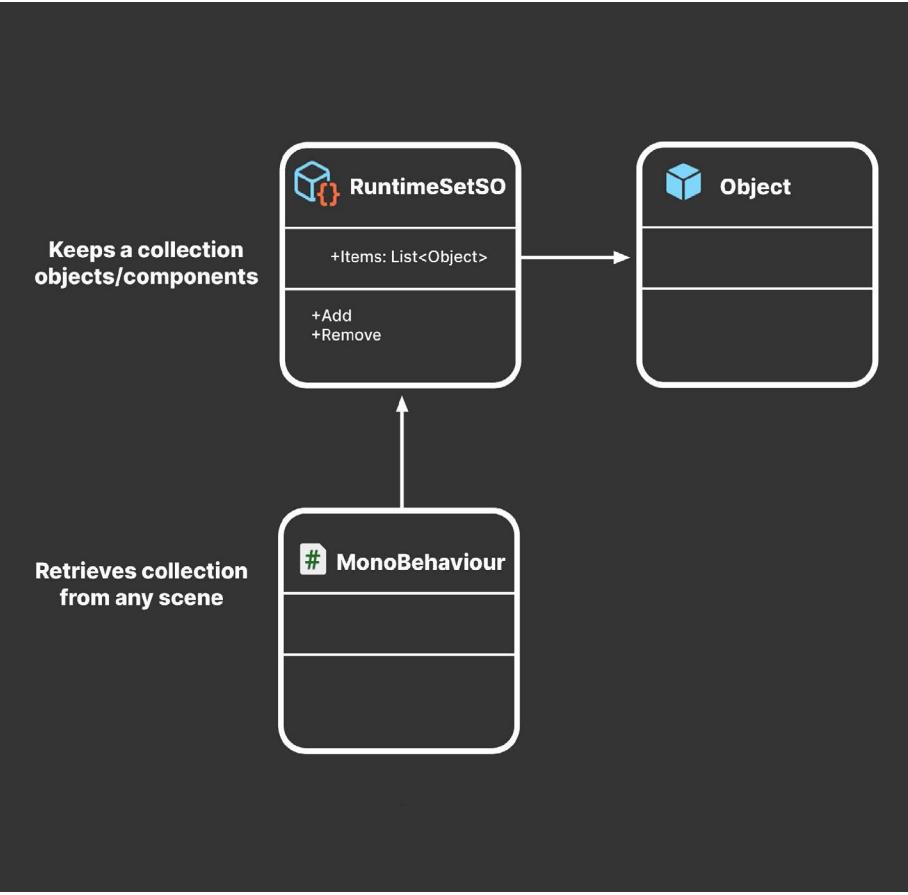 RuntimeSetSO
Object
Keeps a collection
objects/components
+Items: List<Object>
+Add
+Remove
Retrieves collection
from any scene
# MonoBehaviour